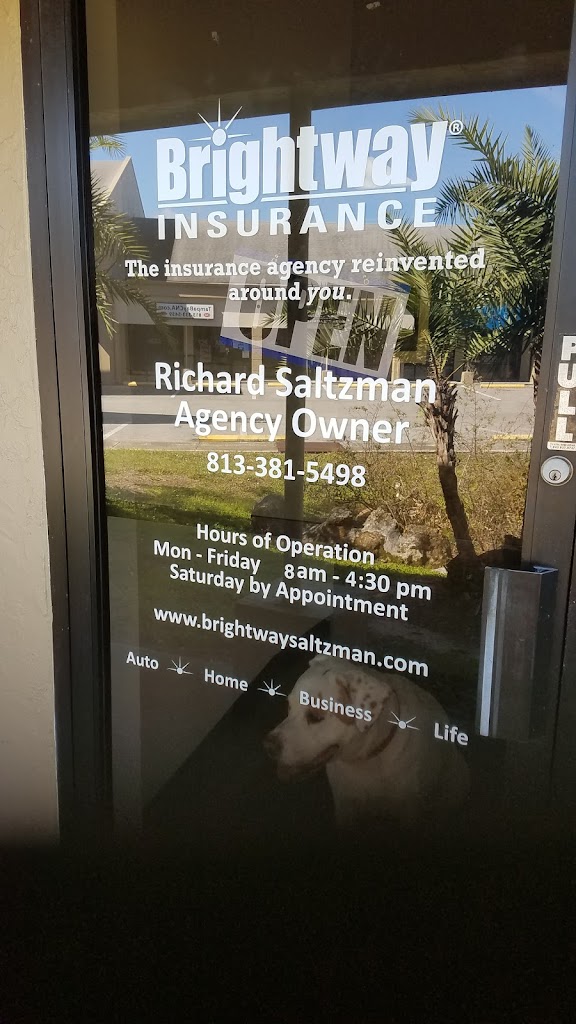 Brightway®
INSURANCE
The insurance agency reinvented
around you.
OPEN
Richard Saltzman
Agency Owner
813-381-5498
PULL
Hours of Operation
Mon - Friday 8am - 4:30 pm
Saturday by Appointment
www.brightwaysaltzman.com
Auto Home Business Life